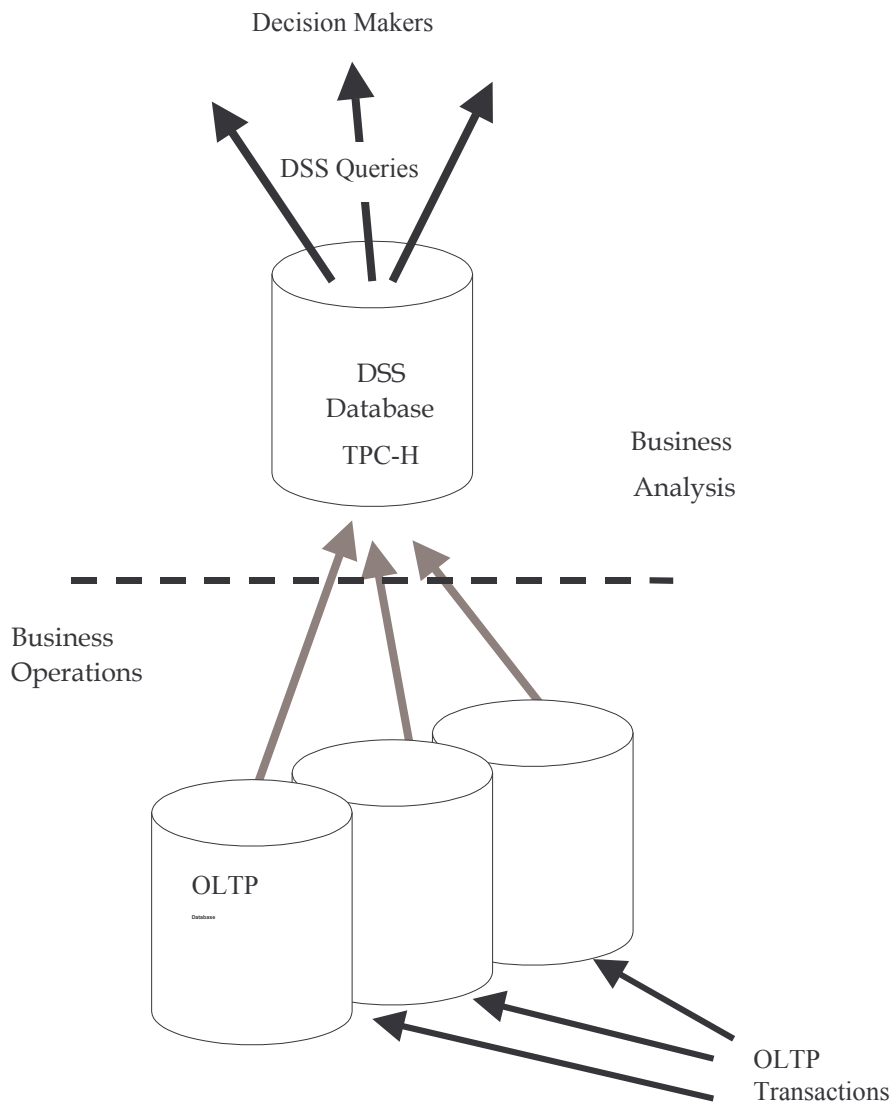 Decision Makers
DSS Queries
DSS
Database
TPC-H
Business
Analysis
Business
Operations
OLTP
Database
OLTP
Transactions